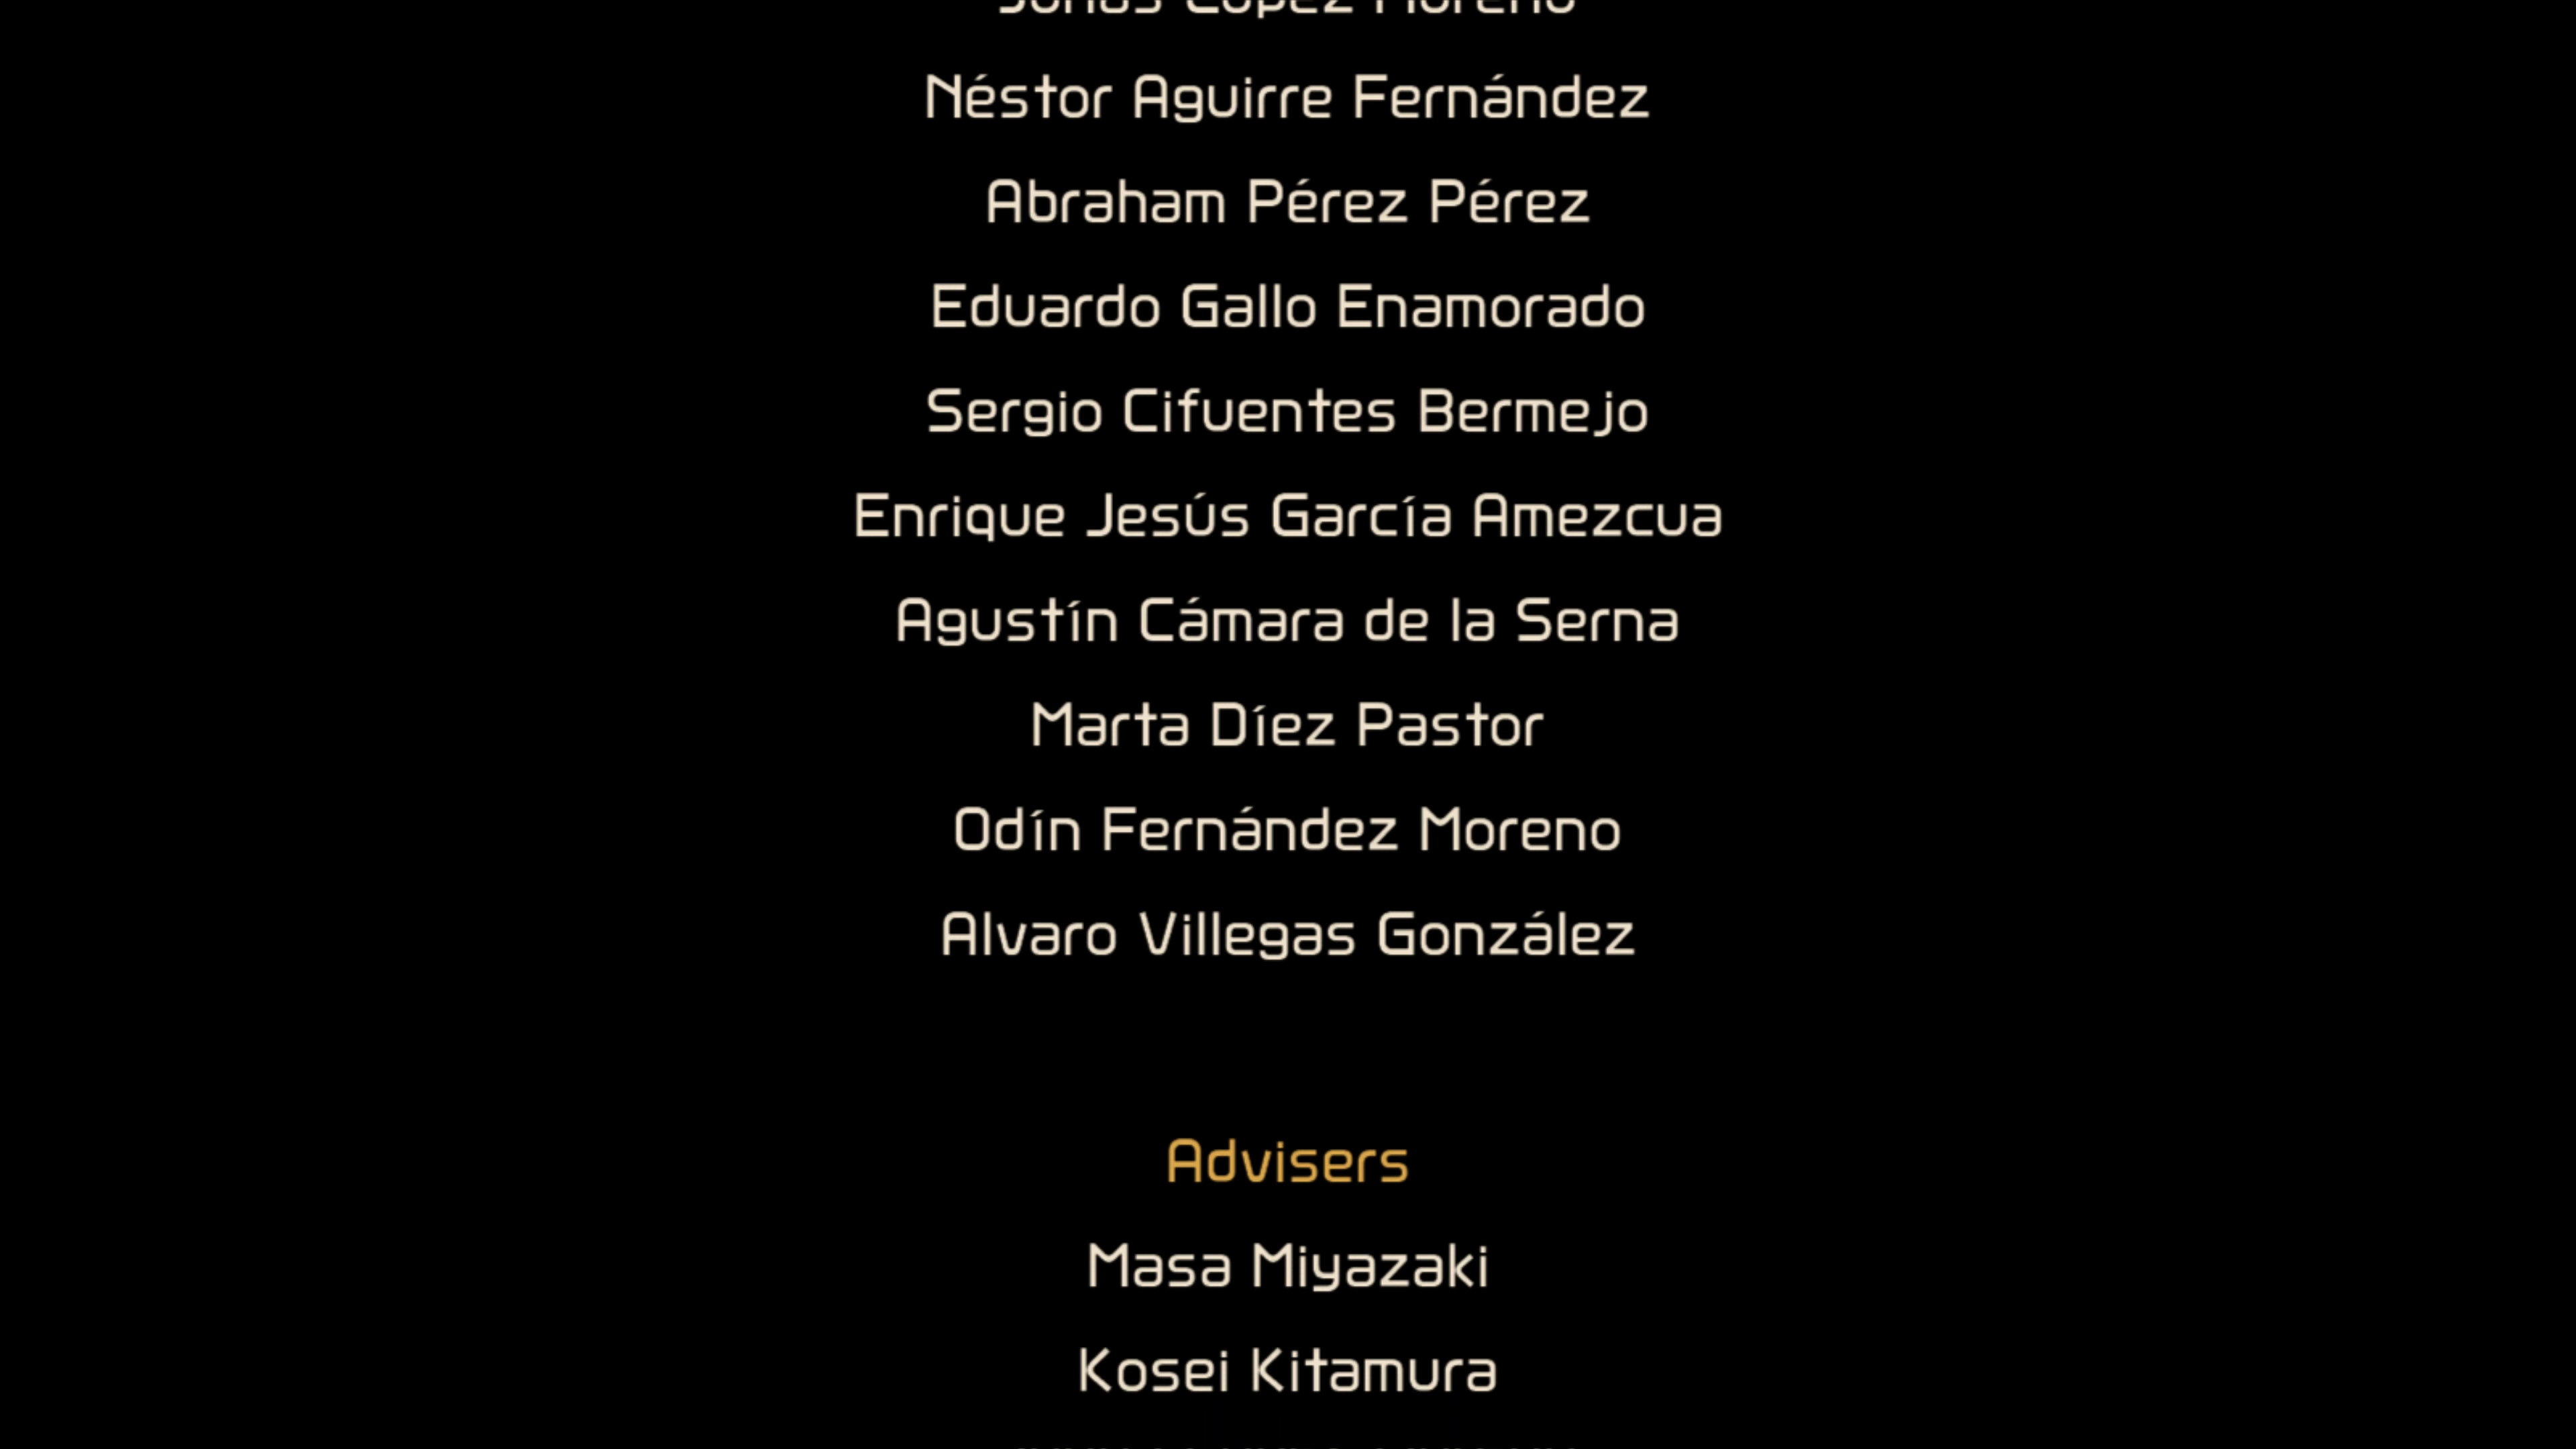 Néstor Aguirre Fernández
Abraham Pérez Pérez
Eduardo Gallo Enamorado
Sergio Cifuentes Bermejo
Enrique Jesús García Amezcua
Agustín Cámara de la Serna
Marta Díez Pastor
Odín Fernández Moreno
Alvaro Villegas González
Advisers
Masa Miyazaki
Kosei Kitamura